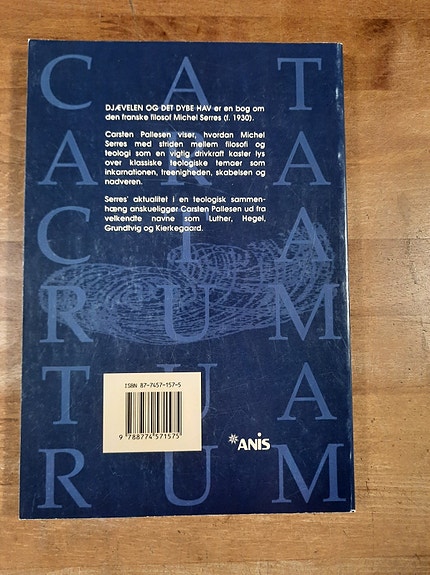 C A T
A R A
C T A
R U M
T U A
R U M
DJÆVELEN OG DET DYBE HAV er en bog om
den franske filosof Michel Serres (f. 1930).
Carsten Pallesen viser, hvordan Michel
Serres med striden mellem filosofi og
teologi som en vigtig drivkraft kaster lys
over klassiske teologiske temaer som
inkarnationen, treenigheden, skabelsen og
nadveren.
Serres' aktualitet i en teologisk sammen-
hæng anskueliggør Carsten Pallesen ud fra
velkendte navne som Luther, Hegel,
Grundtvig og Kierkegaard.
ISBN 87-7457-157-5
9 788774 571575
ANIS